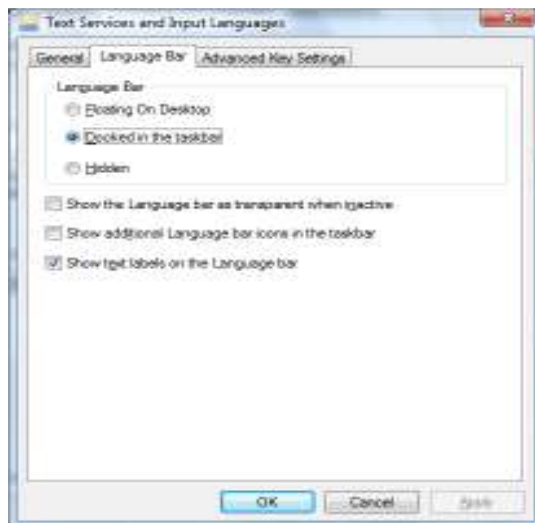 Text Services and Input Languages
General Language Bar Advanced Key Settings
Language Bar
Floating On Desktop
Docked in the taskbar
Hidden
Show the Language bar as transparent when inactive
Show additional Language bar icons in the taskbar
Show text labels on the Language bar
OK Cancel Apply